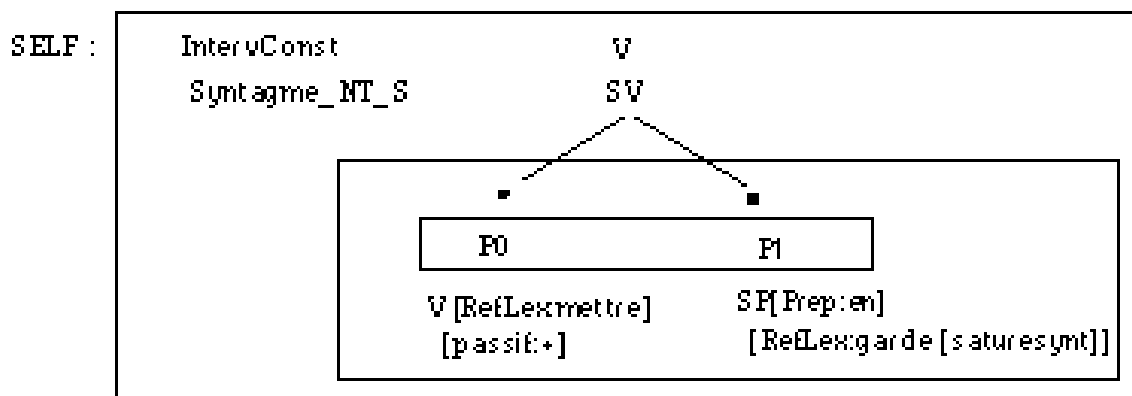 SELF : IntervConst V
Syntagme_NT_S SV
P0 P1
V [RefLex:mettre] SP[Prep:en]
[passif:+] [RefLex:garde [saturesynt]]